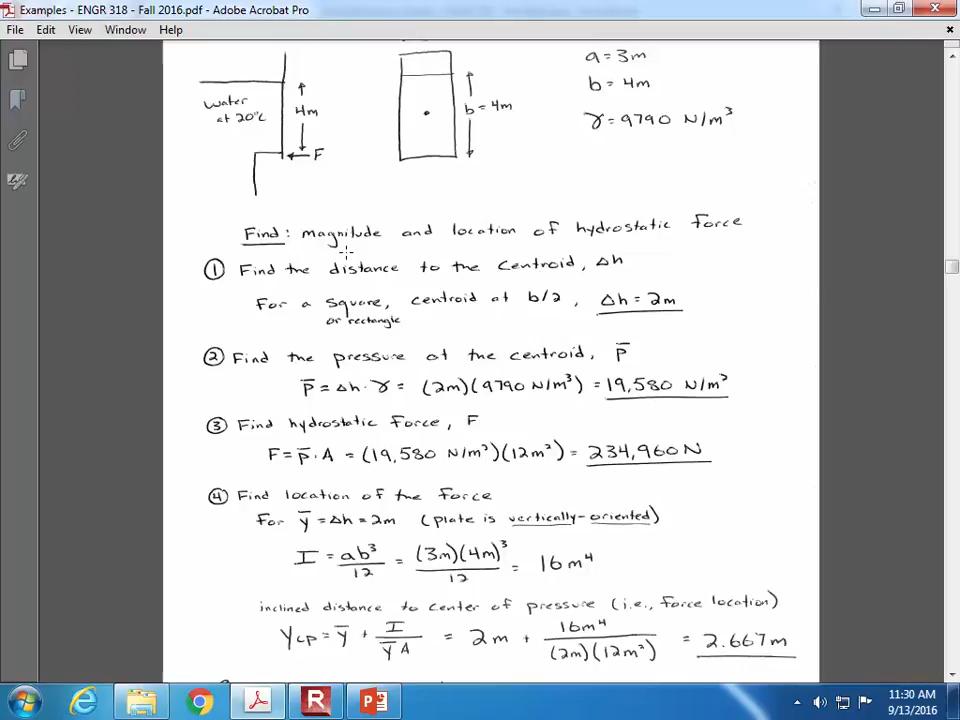 Examples - ENGR 318 - Fall 2016.pdf - Adobe Acrobat Pro
File Edit View Window Help
Water at 20°C
4m
F
b = 4m
a = 3m
b = 4m
γ = 9790 N/m³
Find: magnitude and location of hydrostatic force
① Find the distance to the centroid, Δh
For a square, centroid at b/2, Δh = 2m
or rectangle
② Find the pressure at the centroid, p̅
p̅ = Δh · γ = (2m)(9790 N/m³) = 19,580 N/m²
③ Find hydrostatic force, F
F = p̅ · A = (19,580 N/m²)(12m²) = 234,960 N
④ Find location of the force
For y̅ = Δh = 2m (plate is vertically-oriented)
I = ab³/12 = (3m)(4m)³/12 = 16m⁴
inclined distance to center of pressure (i.e., force location)
Ycp = y̅ + I/y̅A = 2m + 16m⁴/(2m)(12m²) = 2.667m
11:30 AM
9/13/2016